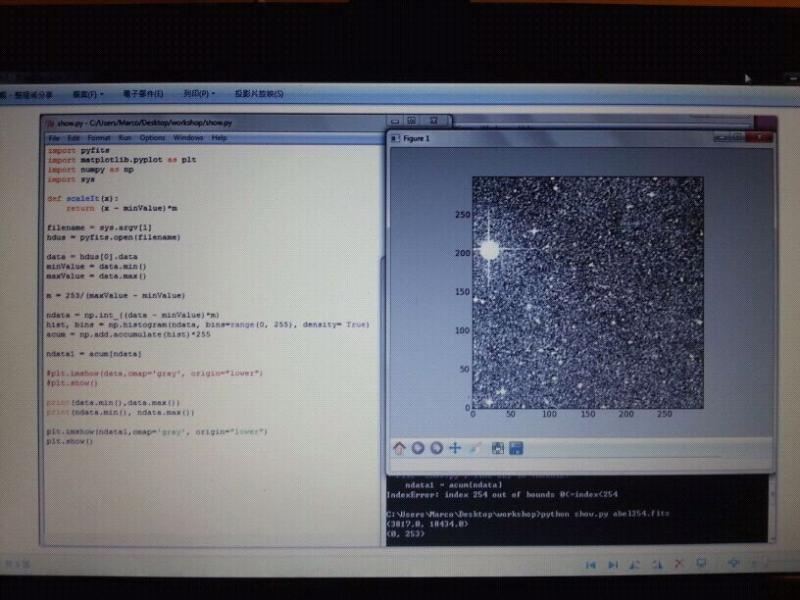 整理或分享 檔案(F) 電子郵件(E) 列印(P) 投影片放映(S)
show.py - C:/Users/Marco/Desktop/workshop/show.py
File Edit Format Run Options Windows Help
import pyfits
import matplotlib.pyplot as plt
import numpy as np
import sys
def scaleIt(x):
return (x - minValue)*m
filename = sys.argv[1]
hdus = pyfits.open(filename)
data = hdus[0].data
minValue = data.min()
maxValue = data.max()
m = 253/(maxValue - minValue)
ndata = np.int_((data - minValue)*m)
hist, bins = np.histogram(ndata, bins=range(0, 255), density= True)
acum = np.add.accumulate(hist)*255
ndata1 = acum[ndata]
#plt.imshow(data,cmap='gray', origin="lower")
#plt.show()
print(data.min(),data.max())
print(ndata.min(), ndata.max())
plt.imshow(ndata1,cmap='gray', origin="lower")
plt.show()
Figure 1
250
200
150
100
50
0
0 50 100 150 200 250
ndata1 = acum[ndata]
IndexError: index 254 out of bounds 0<=index<254
C:\Users\Marco\Desktop\workshop>python show.py abel254.fits
(3817.0, 18434.0)
(0, 253)